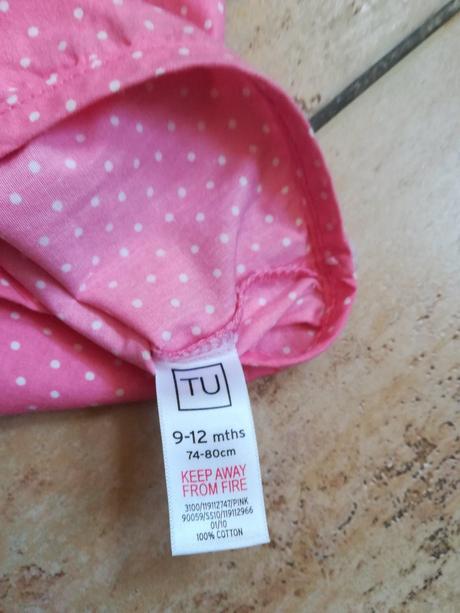 TU
9-12 mths
74-80cm
KEEP AWAY
FROM FIRE
3100/119112747/PINK
90059/SS10/119112966
01/10
100% COTTON